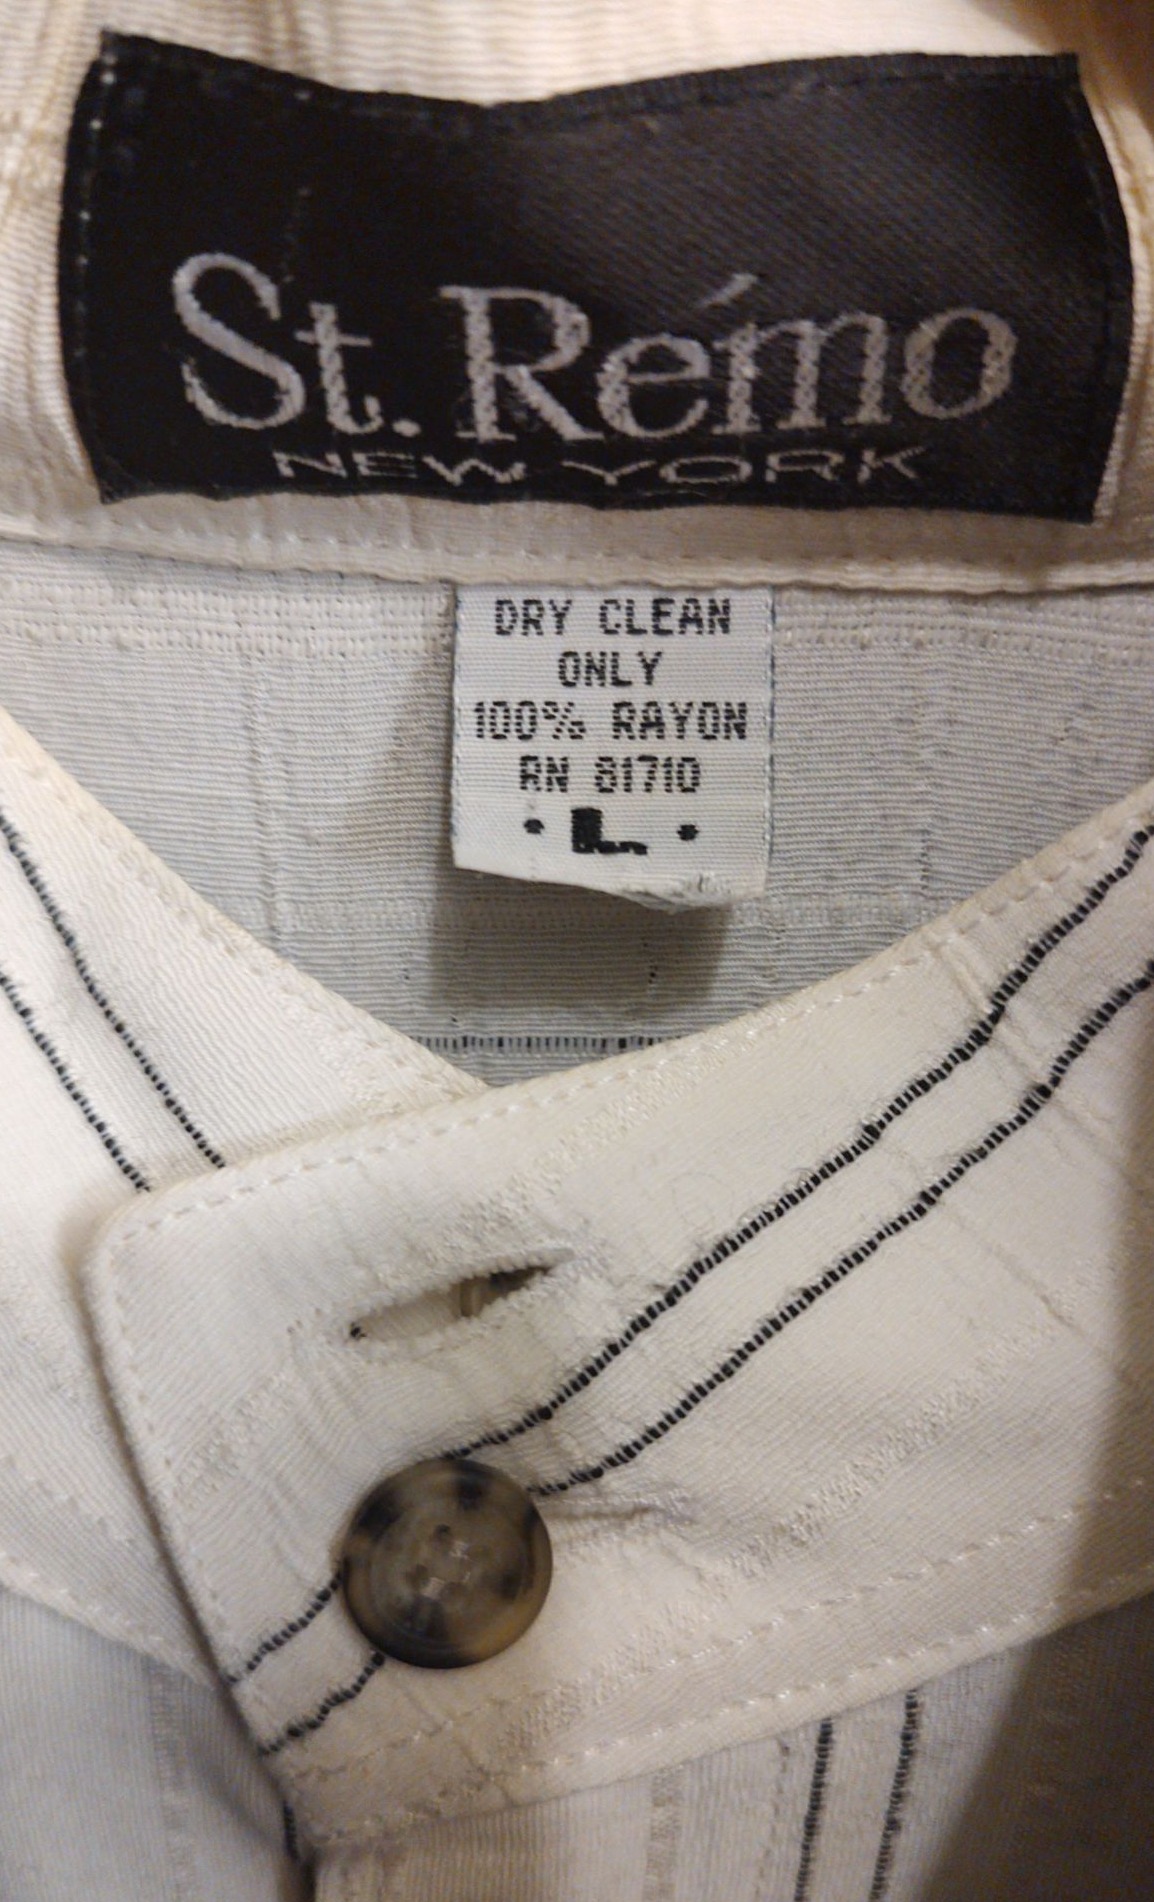 St. Rémo
NEW YORK
DRY CLEAN
ONLY
100% RAYON
RN 81710
· L ·